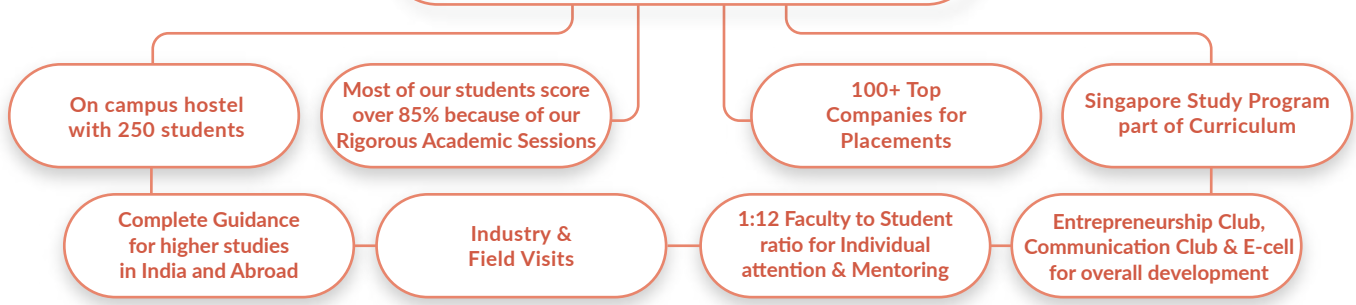 On campus hostel
with 250 students
Most of our students score
over 85% because of our
Rigorous Academic Sessions
100+ Top
Companies for
Placements
Singapore Study Program
part of Curriculum
Complete Guidance
for higher studies
in India and Abroad
Industry &
Field Visits
1:12 Faculty to Student
ratio for Individual
attention & Mentoring
Entrepreneurship Club,
Communication Club & E-cell
for overall development